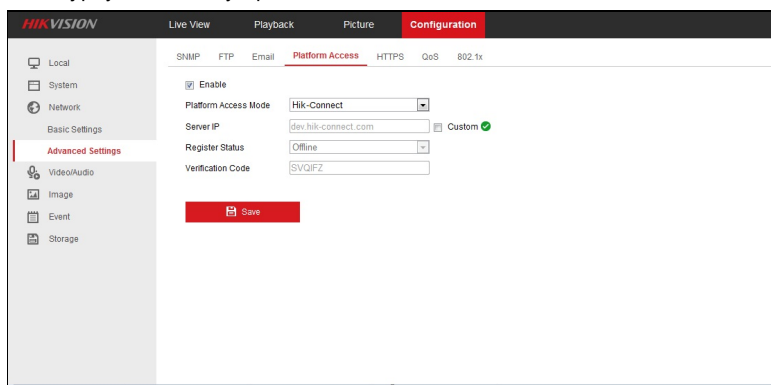 HIKVISION Live View Playback Picture Configuration
SNMP FTP Email Platform Access HTTPS QoS 802.1x
Local
System
Network
Basic Settings
Advanced Settings
Video/Audio
Image
Event
Storage
Enable
Platform Access Mode Hik-Connect
Server IP dev.hik-connect.com Custom
Register Status Offline
Verification Code SVQIFZ
Save